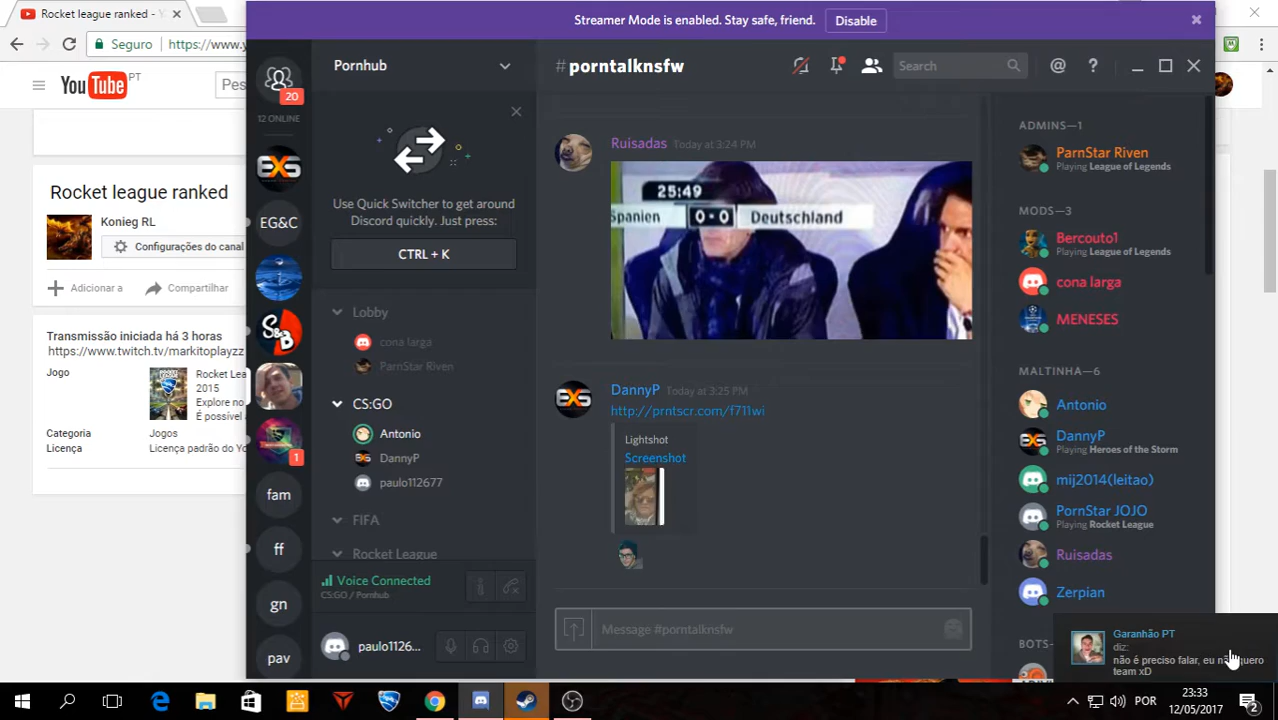 Rocket league ranked -
Streamer Mode is enabled. Stay safe, friend.
Disable
Seguro
https://www.y
YouTube PT
Pes
Rocket league ranked
Konieg RL
Configurações do canal
Adicionar a
Compartilhar
Transmissão iniciada há 3 horas
https://www.twitch.tv/markitoplayzz
Jogo
Rocket Lea
2015
Explore no
É possível a
Categoria
Jogos
Licença
Licença padrão do Yo
20
12 ONLINE
EXS
EG&C
S&B
1
fam
ff
gn
pav
Pornhub
Use Quick Switcher to get around
Discord quickly. Just press:
CTRL + K
Lobby
cona larga
ParnStar Riven
CS:GO
Antonio
DannyP
paulo112677
FIFA
Rocket League
Voice Connected
CS:GO / Pornhub
paulo1126...
#porntalknsfw
Search
Ruisadas Today at 3:24 PM
25:49
Spanien 0-0 Deutschland
DannyP Today at 3:25 PM
http://prntscr.com/f711wi
Lightshot
Screenshot
Message #porntalknsfw
ADMINS—1
ParnStar Riven
Playing League of Legends
MODS—3
Bercouto1
Playing League of Legends
cona larga
MENESES
MALTINHA—6
Antonio
DannyP
Playing Heroes of the Storm
mij2014(leitao)
PornStar JOJO
Playing Rocket League
Ruisadas
Zerpian
BOTS—
Garanhão PT
diz:
não é preciso falar, eu não quero
team xD
POR
23:33
12/05/2017
2